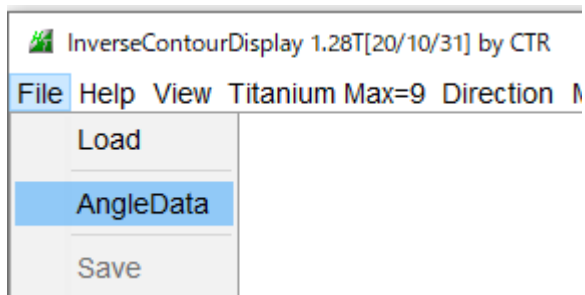 InverseContourDisplay 1.28T[20/10/31] by CTR
File Help View Titanium Max=9 Direction
Load
AngleData
Save